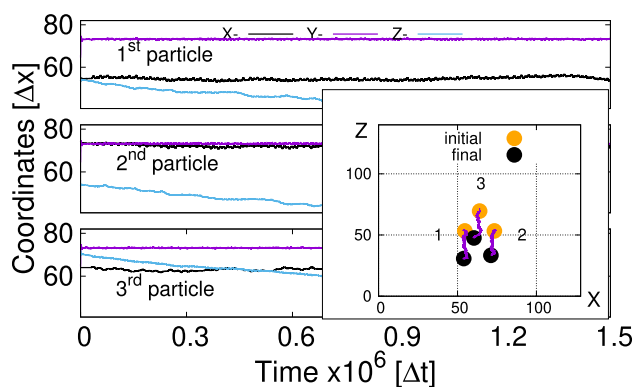 80
X- Y- Z-
1st particle
60
80
2nd particle
60
80
3rd particle
60
Coordinates [Δx]
0 0.3 0.6 0.9 1.2 1.5
Time x10^6 [Δt]
Z
initial
final
100
3
1 2
50
0
50 100
X